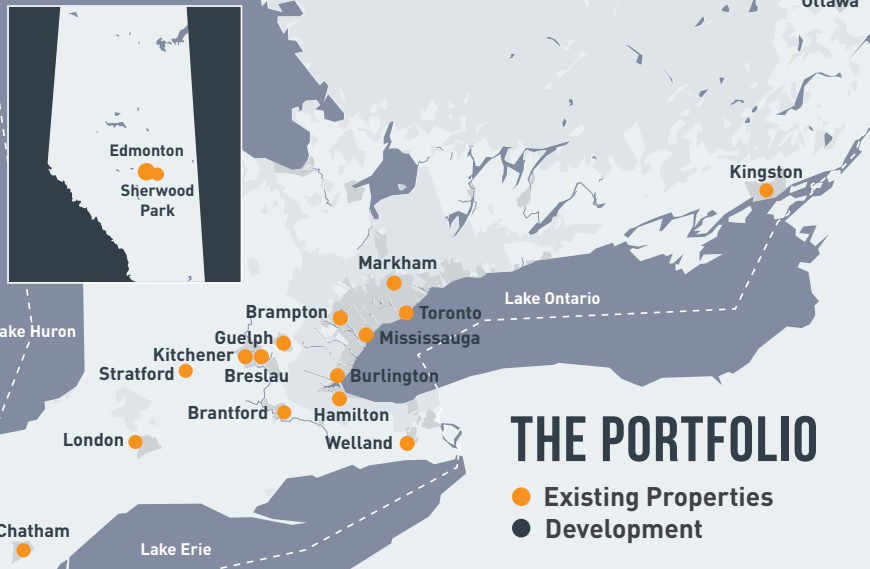 Ottawa
Edmonton
Sherwood
Park
Kingston
Markham
Lake Ontario
Brampton
Toronto
ake Huron
Guelph
Mississauga
Kitchener
Stratford
Breslau
Burlington
Brantford
Hamilton
London
Welland
THE PORTFOLIO
Existing Properties
Development
Chatham
Lake Erie